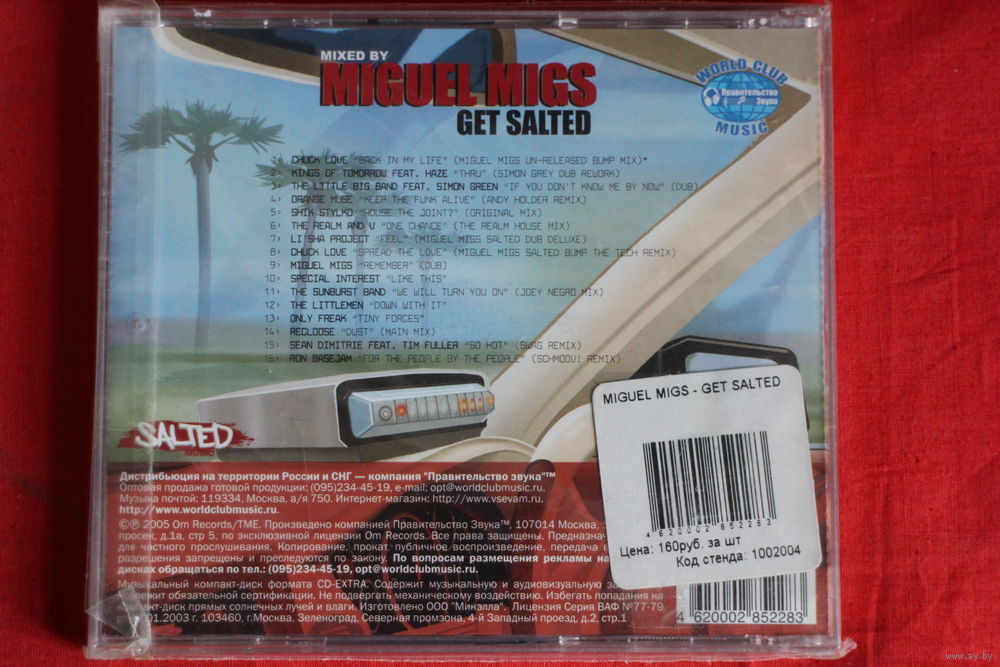 MIXED BY
MIGUEL MIGS
GET SALTED
WORLD CLUB
Правительство
Звука
MUSIC
1> CHUCK LOVE "BACK IN MY LIFE" (MIGUEL MIGS UN-RELEASED BUMP MIX)*
2> KINGS OF TOMORROW FEAT. HAZE "THRU" (SIMON GREY DUB REWORK)
3> THE LITTLE BIG BAND FEAT. SIMON GREEN "IF YOU DON'T KNOW ME BY NOW" (DUB)
4> ORANGE MUSE "KEEP THE FUNK ALIVE" (ANDY HOLDER REMIX)
5> SHIK STYLKO "HOUSE THE JOINT?" (ORIGINAL MIX)
6> THE REALM AND V "ONE CHANCE" (THE REALM HOUSE MIX)
7> LI'SHA PROJECT "FEEL" (MIGUEL MIGS SALTED DUB DELUXE)
8> CHUCK LOVE "SPREAD THE LOVE" (MIGUEL MIGS SALTED BUMP THE TECH REMIX)
9> MIGUEL MIGS "REMEMBER" (DUB)
10> SPECIAL INTEREST "LIKE THIS"
11> THE SUNBURST BAND "WE WILL TURN YOU ON" (JOEY NEGRO MIX)
12> THE LITTLEMEN "DOWN WITH IT"
13> ONLY FREAK "TINY FORCES"
14> RECLOOSE "DUST" (MAIN MIX)
15> SEAN DIMITRIE FEAT. TIM FULLER "SO HOT" (SWAG REMIX)
16> RON BASEJAM "FOR THE PEOPLE BY THE PEOPLE" (SCHMOOV! REMIX)
SALTED
MUSIC
MIGUEL MIGS - GET SALTED
4 620002 852283
Цена: 160руб. за шт
Код стенда: 1002004
Дистрибьюция на территории России и СНГ — компания "Правительство звука"™
Оптовая продажа готовой продукции: (095)234-45-19, e-mail: opt@worldclubmusic.ru.
Музыка почтой: 119334, Москва, а/я 750. Интернет-магазин: http://www.vsevam.ru.
http://www.worldclubmusic.ru.
©℗ 2005 Om Records/TME. Произведено компанией Правительство Звука™, 107014 Москва,
просек, д.1а, стр 5, по эксклюзивной лицензии Om Records. Все права защищены. Предназнач
для частного прослушивания. Копирование, прокат, публичное воспроизведение, передача в
разрешения запрещены и преследуются по закону. По вопросам размещения рекламы на
дисках обращаться по тел.: (095)234-45-19, opt@worldclubmusic.ru.
Музыкальный компакт-диск формата CD-EXTRA. Содержит музыкальную и аудиовизуальную за
лежит обязательной сертификации. Не подвергать механическому воздействию. Избегать попадания на
пакт-диск прямых солнечных лучей и влаги. Изготовлено ООО "Минэлла". Лицензия Серия ВАФ №77-79
.01.2003 г. 103460, г.Москва. Зеленоград, Северная промзона, 4-й Западный проезд, д.2, стр.1
4 620002 852283
www.ay.by